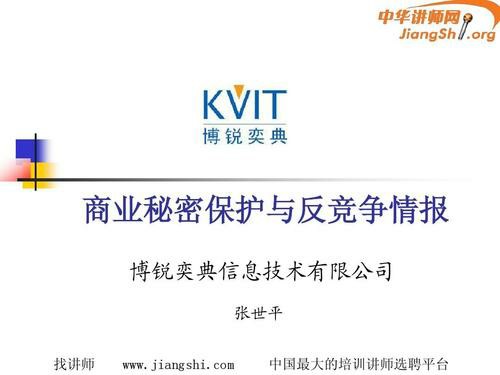 中华讲师网
JiangShi.org
KVIT
博锐奕典
商业秘密保护与反竞争情报
博锐奕典信息技术有限公司
张世平
找讲师 www.jiangshi.com 中国最大的培训讲师选聘平台